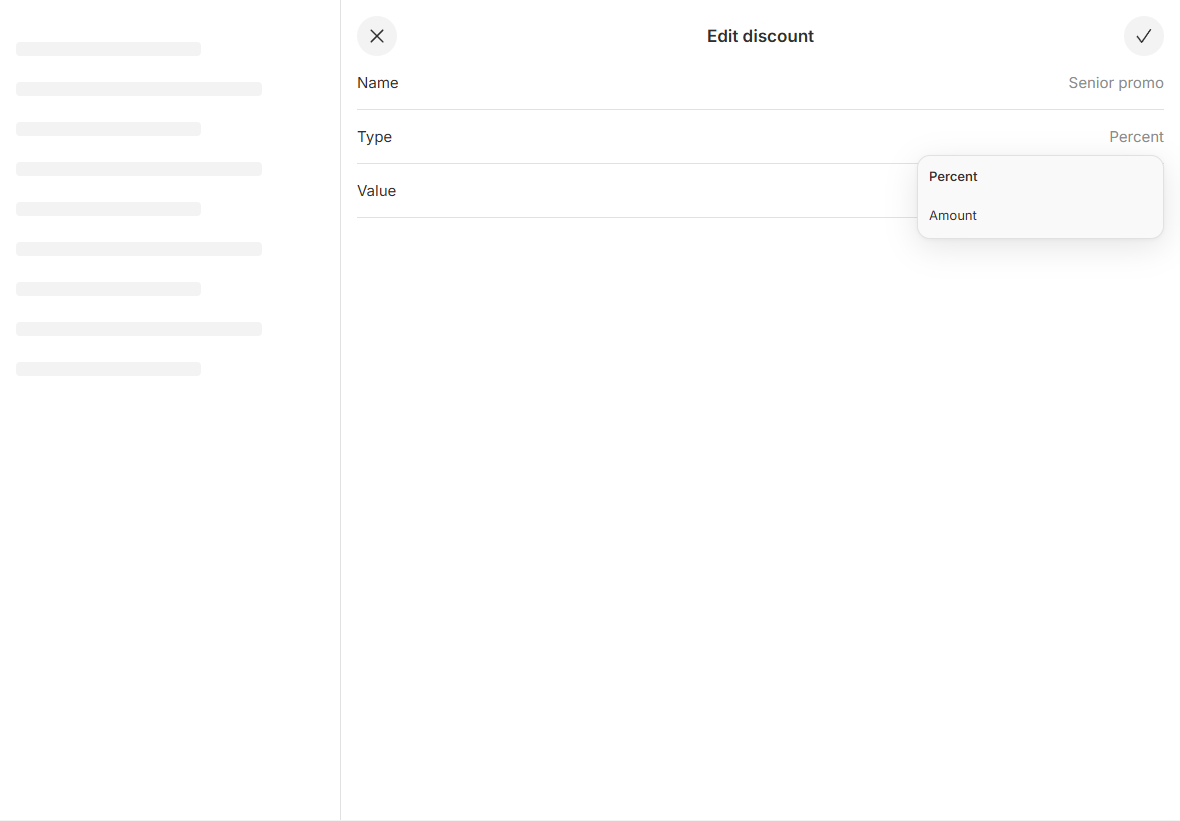 Edit discount
Name Senior promo
Type Percent
Value
Percent
Amount